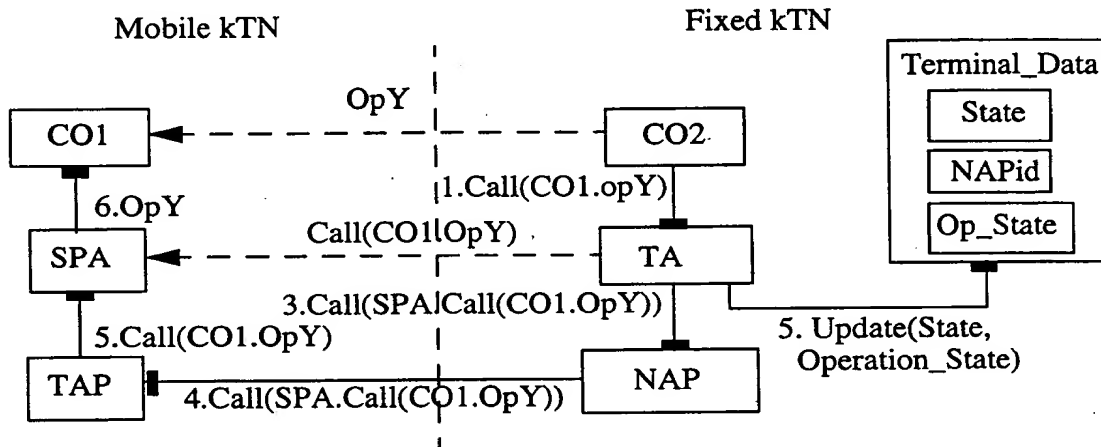 Mobile kTN
Fixed kTN
Terminal_Data
State
NAPid
Op_State
OpY
CO1
CO2
1.Call(CO1.opY)
6.OpY
Call(CO1.OpY)
SPA
TA
3.Call(SPA.Call(CO1.OpY))
5.Call(CO1.OpY)
5. Update(State,
Operation_State)
TAP
NAP
4.Call(SPA.Call(CO1.OpY))